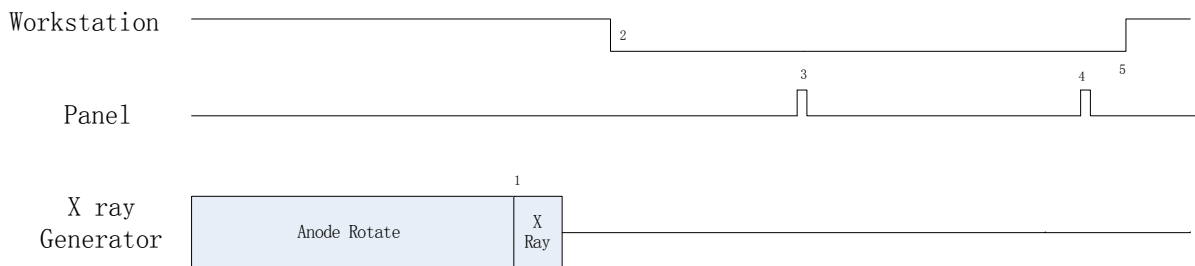 Workstation
2
3
4
5
Panel
1
X ray
Generator
Anode Rotate
X
Ray